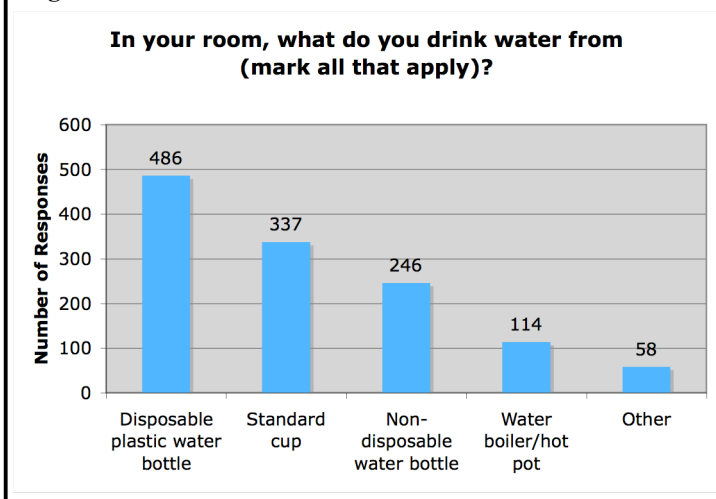 In your room, what do you drink water from
(mark all that apply)?
600
500
400
300
200
100
0
Number of Responses
486
337
246
114
58
Disposable
plastic water
bottle
Standard
cup
Non-
disposable
water bottle
Water
boiler/hot
pot
Other